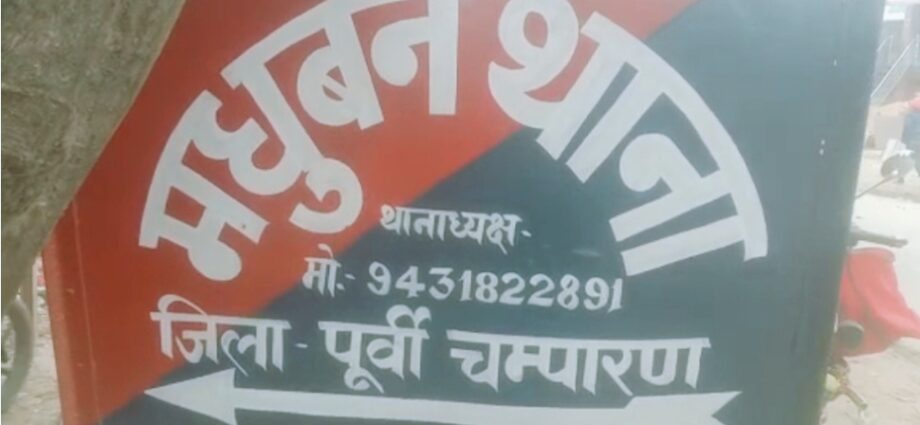 मधुबन थाना
थानाध्यक्ष-
मो.- 9431822891
जिला - पूर्वी चम्पारण